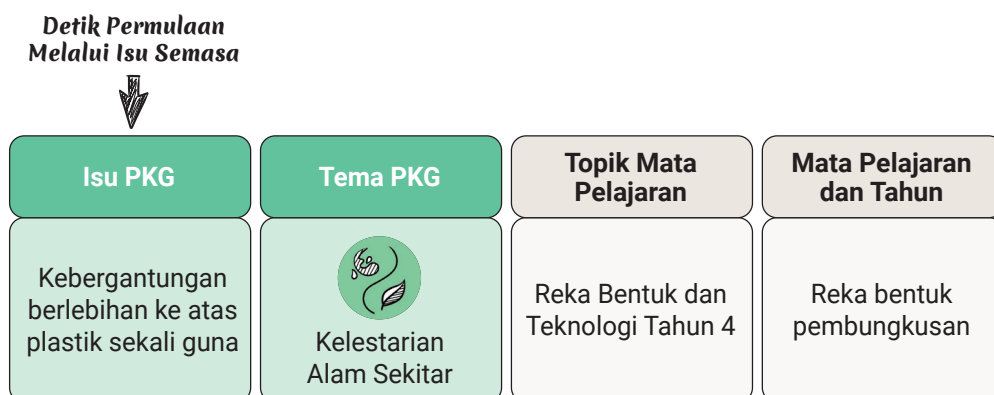 Detik Permulaan
Melalui Isu Semasa
Isu PKG
Tema PKG
Topik Mata
Pelajaran
Mata Pelajaran
dan Tahun
Kebergantungan
berlebihan ke atas
plastik sekali guna
Kelestarian
Alam Sekitar
Reka Bentuk dan
Teknologi Tahun 4
Reka bentuk
pembungkusan